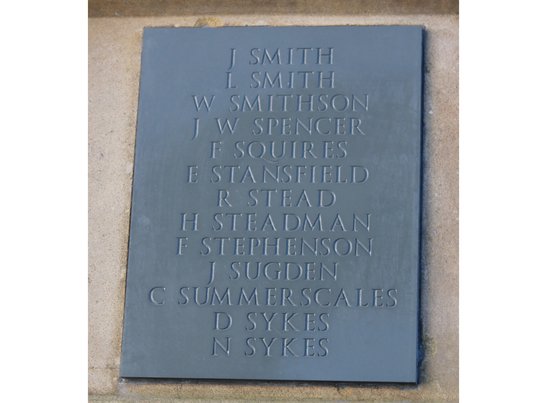 J SMITH
L SMITH
W SMITHSON
J W SPENCER
F SQUIRES
E STANSFIELD
R STEAD
H STEADMAN
F STEPHENSON
J SUGDEN
C SUMMERSCALES
D SYKES
N SYKES